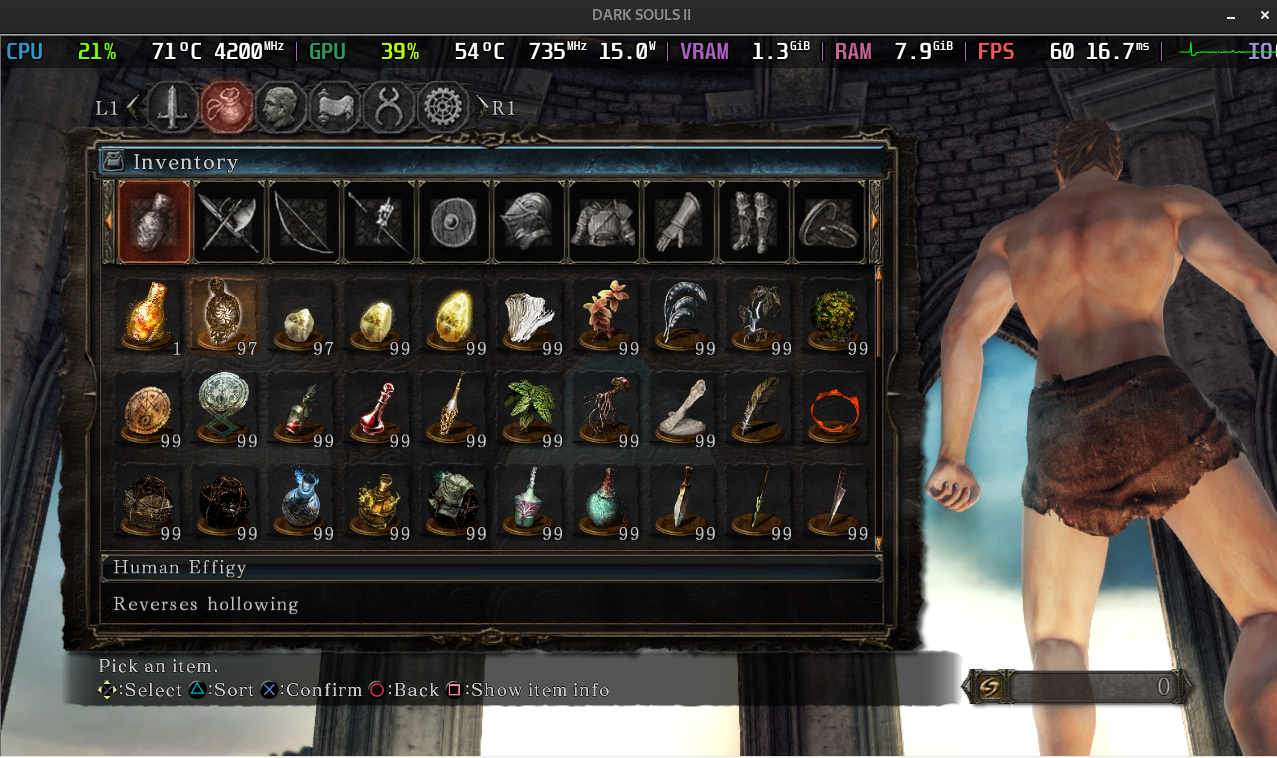 DARK SOULS II
CPU 21% 71°C 4200MHz GPU 39% 54°C 735MHz 15.0W VRAM 1.3GiB RAM 7.9GiB FPS 60 16.7ms
L1 R1
Inventory
1 97 97 99 99 99 99 99 99 99
99 99 99 99 99 99 99 99 99 99
99 99 99 99 99 99 99 99 99 99
Human Effigy
Reverses hollowing
Pick an item.
:Select :Sort :Confirm :Back :Show item info
0